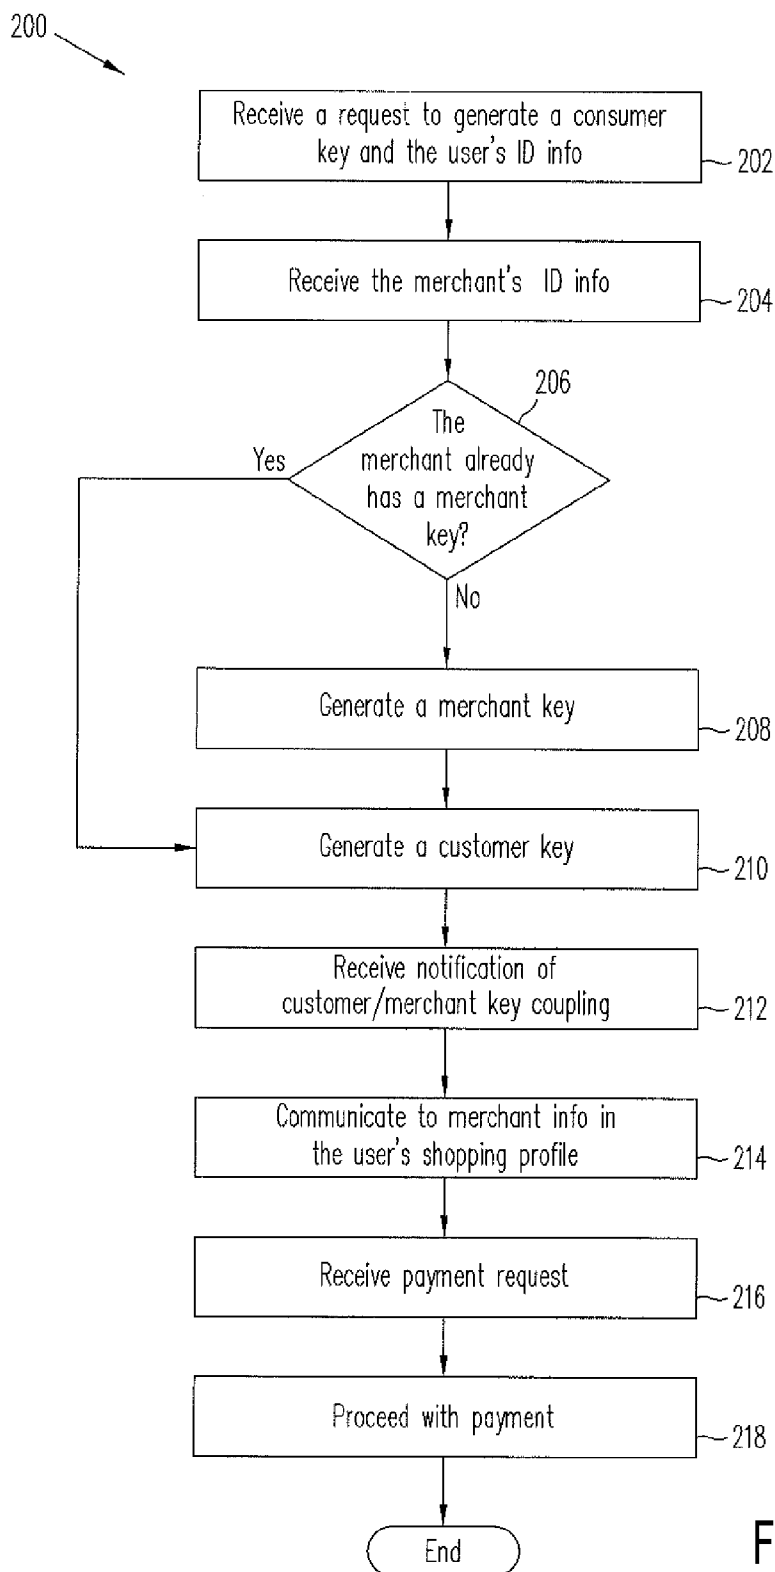 200
Receive a request to generate a consumer
key and the user's ID info
202
Receive the merchant's ID info
204
206
The
merchant already
has a merchant
key?
Yes
No
Generate a merchant key
208
Generate a customer key
210
Receive notification of
customer/merchant key coupling
212
Communicate to merchant info in
the user's shopping profile
214
Receive payment request
216
Proceed with payment
218
End
F